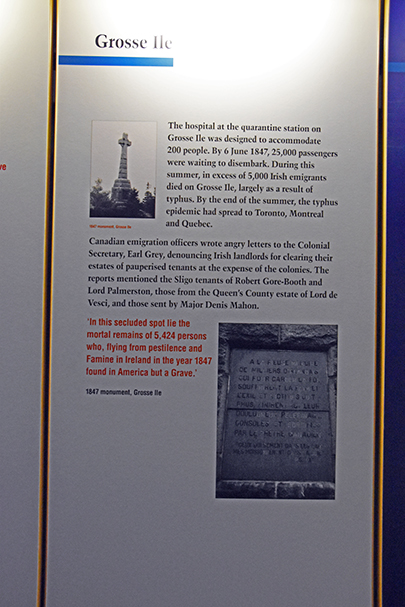 Grosse Ile
The hospital at the quarantine station on
Grosse Ile was designed to accommodate
200 people. By 6 June 1847, 25,000 passengers
were waiting to disembark. During this
summer, in excess of 5,000 Irish emigrants
died on Grosse Ile, largely as a result of
typhus. By the end of the summer, the typhus
epidemic had spread to Toronto, Montreal
and Quebec.
1847 monument, Grosse Ile
Canadian emigration officers wrote angry letters to the Colonial
Secretary, Earl Grey, denouncing Irish landlords for clearing their
estates of pauperised tenants at the expense of the colonies. The
reports mentioned the Sligo tenants of Robert Gore-Booth and
Lord Palmerston, those from the Queen's County estate of Lord de
Vesci, and those sent by Major Denis Mahon.
'In this secluded spot lie the
mortal remains of 5,424 persons
who, flying from pestilence and
Famine in Ireland in the year 1847
found in America but a Grave.'
1847 monument, Grosse Ile